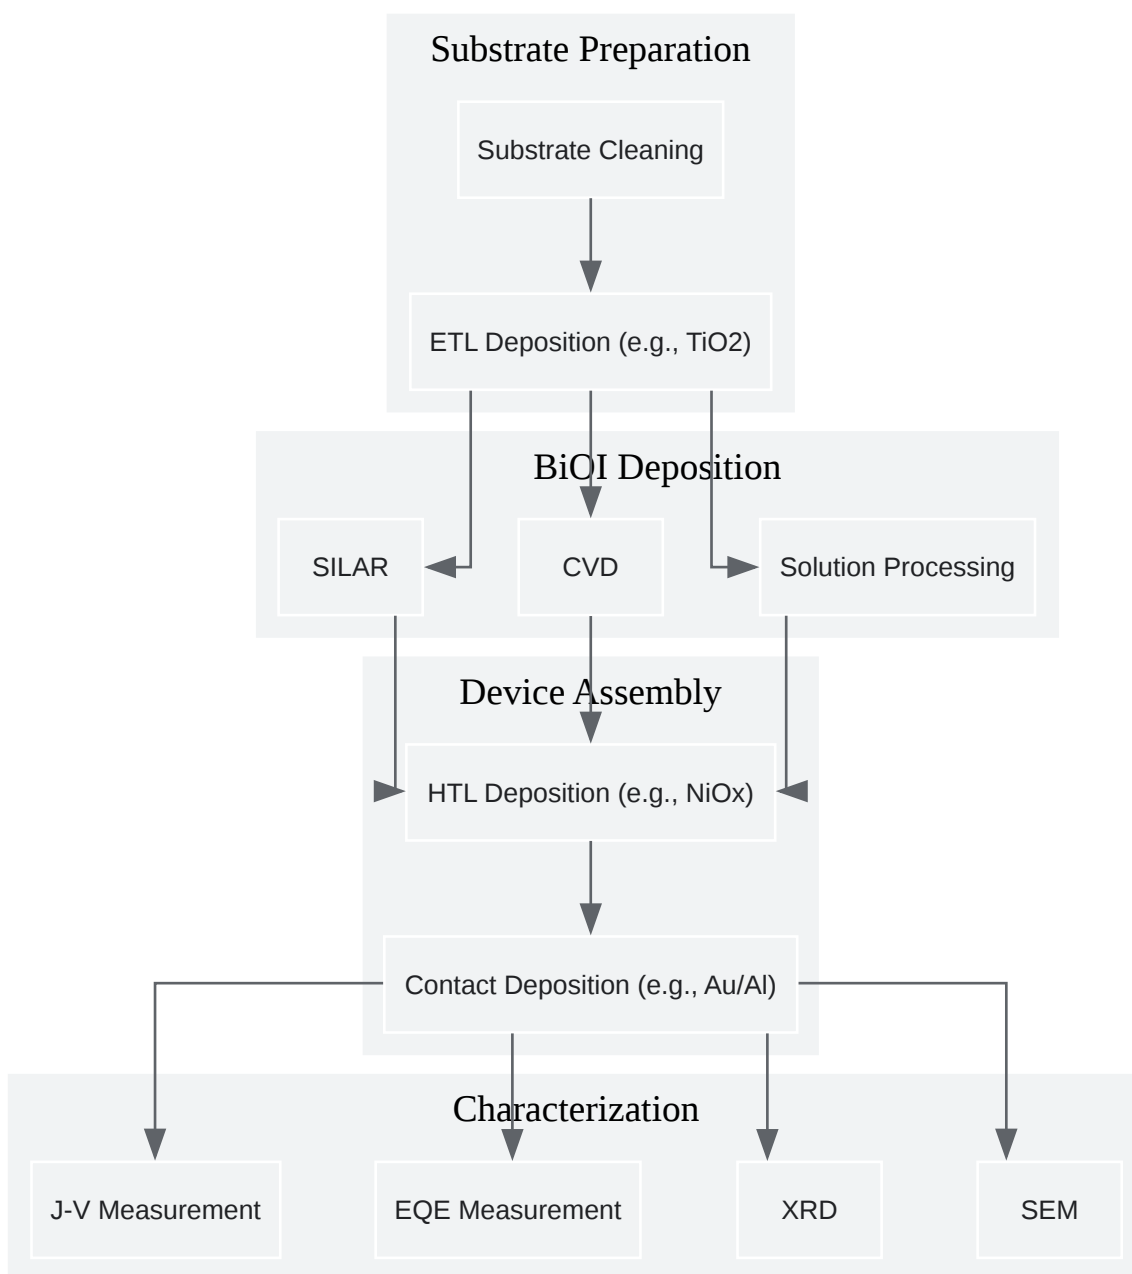 Substrate Preparation
Substrate Cleaning
ETL Deposition (e.g., TiO2)
BiOI Deposition
SILAR
CVD
Solution Processing
Device Assembly
HTL Deposition (e.g., NiOx)
Contact Deposition (e.g., Au/Al)
Characterization
J-V Measurement
EQE Measurement
XRD
SEM